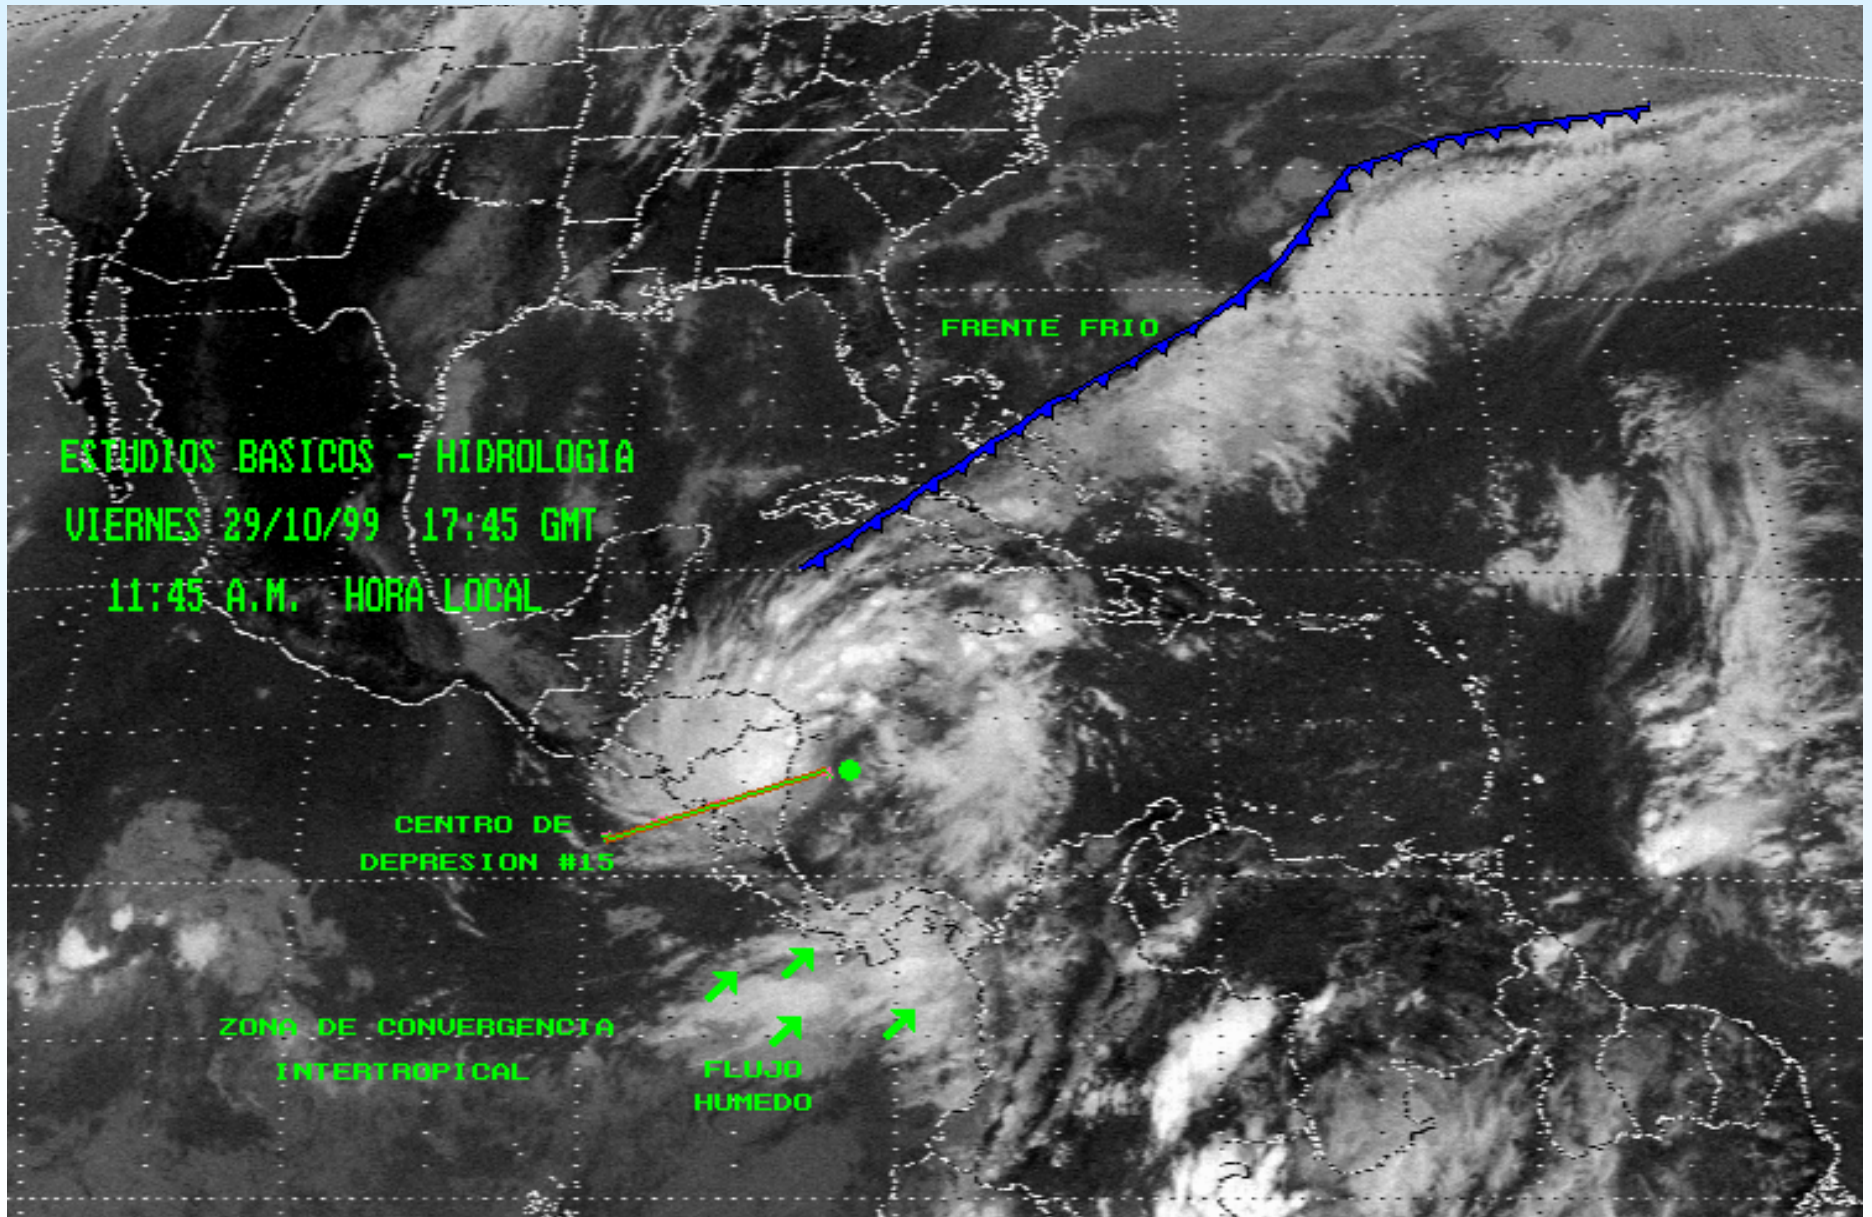 FRENTE FRIO
ESTUDIOS BASICOS - HIDROLOGIA
VIERNES 29/10/99 17:45 GMT
11:45 A.M. HORA LOCAL
CENTRO DE
DEPRESION #15
ZONA DE CONVERGENCIA
INTERTROPICAL
FLUJO
HUMEDO